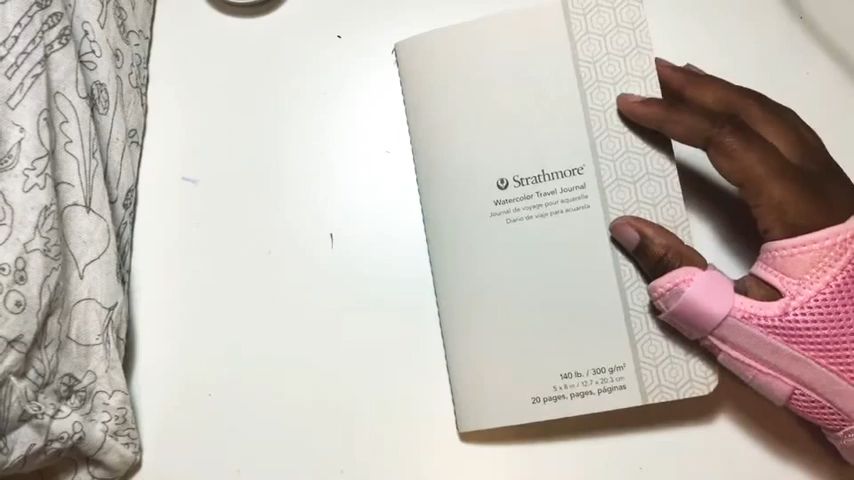 Strathmore®
Watercolor Travel Journal
Journal de voyage pour aquarelle
Diario de viaje para acuarela
140 lb. / 300 g/m²
5 x 8 in / 12.7 x 20.3 cm
20 pages, pages, páginas